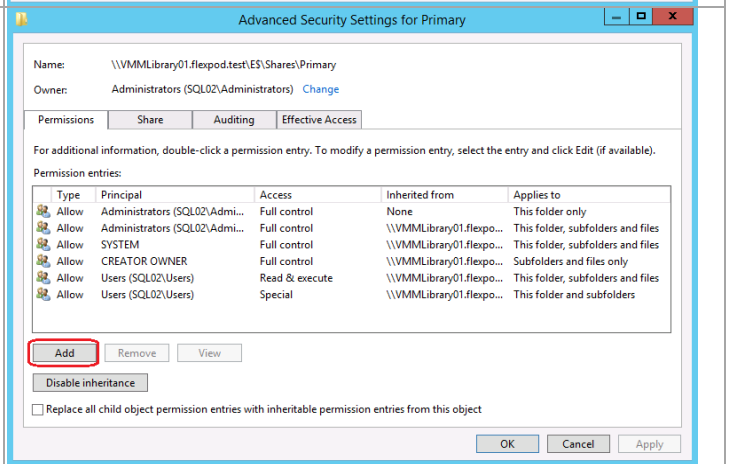 Advanced Security Settings for Primary
Name: \\VMMLibrary01.flexpod.test\E$\Shares\Primary
Owner: Administrators (SQL02\Administrators) Change
Permissions Share Auditing Effective Access
For additional information, double-click a permission entry. To modify a permission entry, select the entry and click Edit (if available).
Permission entries:
Type Principal Access Inherited from Applies to
Allow Administrators (SQL02\Admi... Full control None This folder only
Allow Administrators (SQL02\Admi... Full control \\VMMLibrary01.flexpo... This folder, subfolders and files
Allow SYSTEM Full control \\VMMLibrary01.flexpo... This folder, subfolders and files
Allow CREATOR OWNER Full control \\VMMLibrary01.flexpo... Subfolders and files only
Allow Users (SQL02\Users) Read & execute \\VMMLibrary01.flexpo... This folder, subfolders and files
Allow Users (SQL02\Users) Special \\VMMLibrary01.flexpo... This folder and subfolders
Add Remove View
Disable inheritance
Replace all child object permission entries with inheritable permission entries from this object
OK Cancel Apply